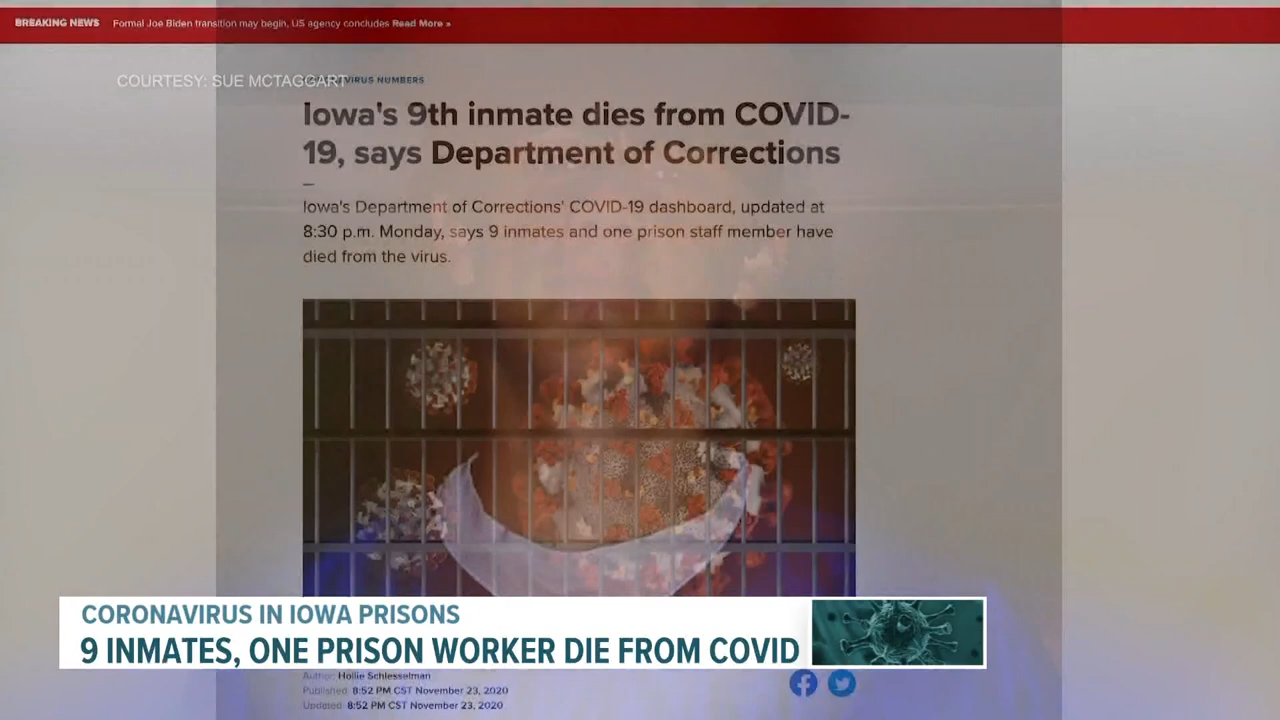 BREAKING NEWS Formal Joe Biden transition may begin, US agency concludes Read More »
COURTESY: SUE MCTAGGART
VIRUS NUMBERS
Iowa's 9th inmate dies from COVID-
19, says Department of Corrections
Iowa's Department of Corrections' COVID-19 dashboard, updated at
8:30 p.m. Monday, says 9 inmates and one prison staff member have
died from the virus.
CORONAVIRUS IN IOWA PRISONS
9 INMATES, ONE PRISON WORKER DIE FROM COVID
Author: Hollie Schlesselman
Published: 8:52 PM CST November 23, 2020
Updated: 8:52 PM CST November 23, 2020